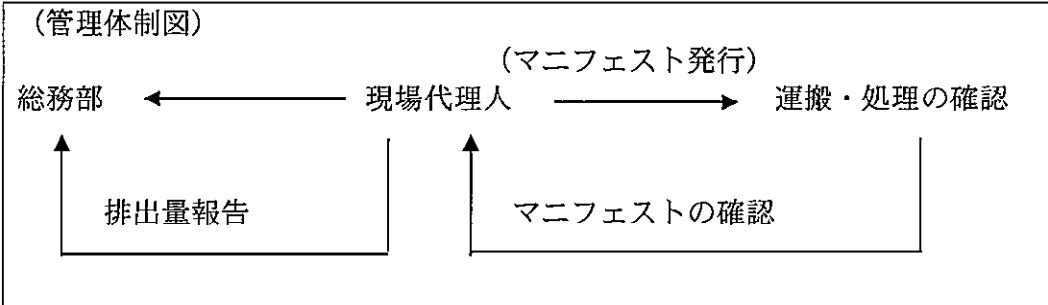 (管理体制図)
(マニフェスト発行)
総務部 現場代理人 運搬・処理の確認
排出量報告 マニフェストの確認